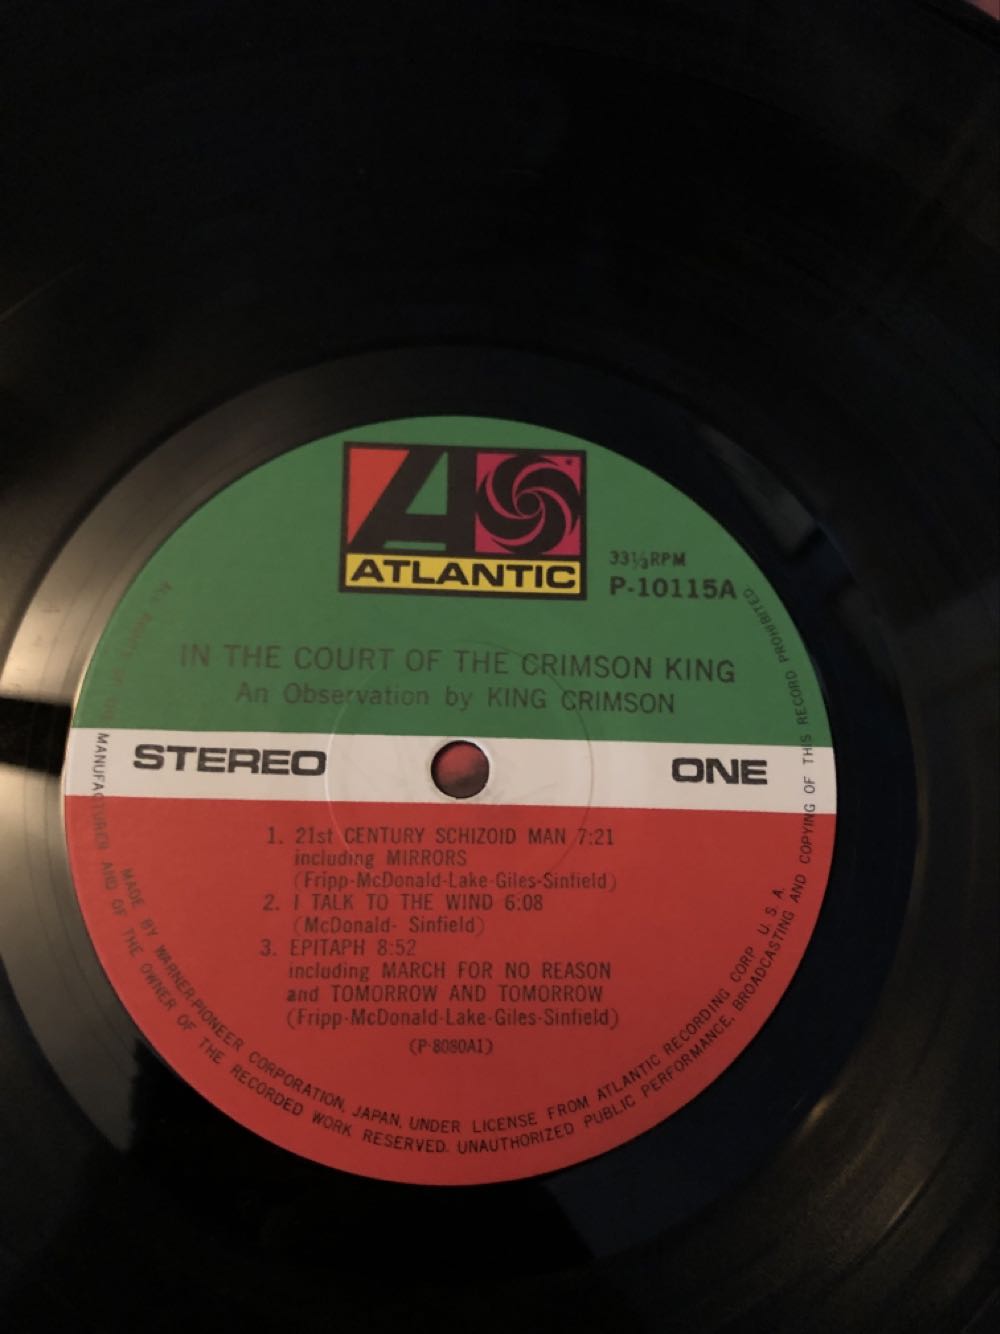 ATLANTIC
33⅓RPM
P-10115A
IN THE COURT OF THE CRIMSON KING
An Observation by KING CRIMSON
STEREO
ONE
1. 21st CENTURY SCHIZOID MAN 7:21
including MIRRORS
(Fripp-McDonald-Lake-Giles-Sinfield)
2. I TALK TO THE WIND 6:08
(McDonald- Sinfield)
3. EPITAPH 8:52
including MARCH FOR NO REASON
and TOMORROW AND TOMORROW
(Fripp-McDonald-Lake-Giles-Sinfield)
(P-8080A1)
MADE BY WARNER-PIONEER CORPORATION, JAPAN, UNDER LICENSE FROM ATLANTIC RECORDING CORP. U. S. A.
ALL RIGHTS OF THE MANUFACTURER AND OF THE OWNER OF THE RECORDED WORK RESERVED. UNAUTHORIZED PUBLIC PERFORMANCE, BROADCASTING AND COPYING OF THIS RECORD PROHIBITED.